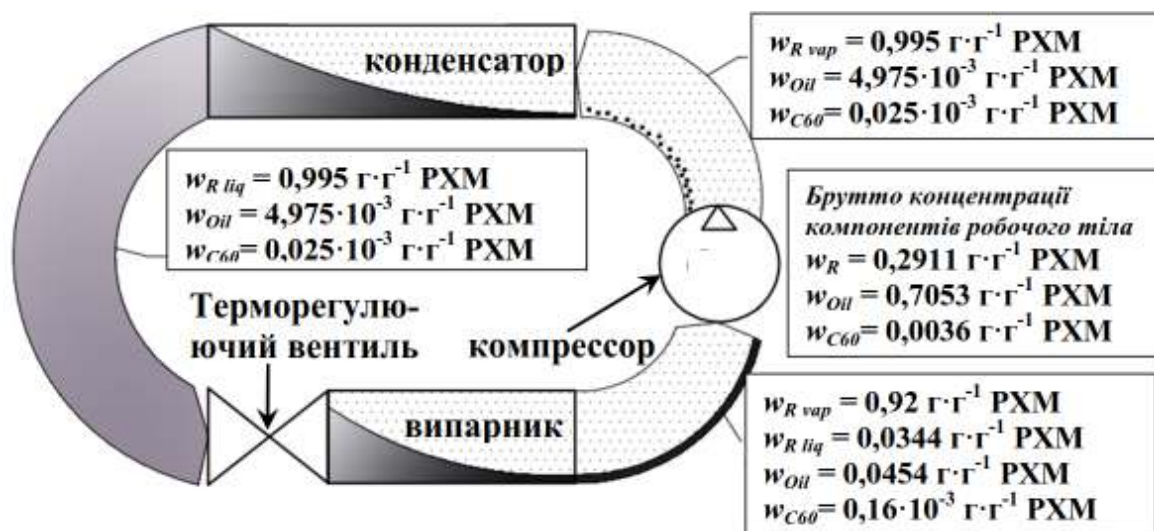 конденсатор
w_R vap = 0,995 г·г⁻¹ РХМ
w_Oil = 4,975·10⁻³ г·г⁻¹ РХМ
w_C60= 0,025·10⁻³ г·г⁻¹ РХМ
w_R liq = 0,995 г·г⁻¹ РХМ
w_Oil = 4,975·10⁻³ г·г⁻¹ РХМ
w_C60= 0,025·10⁻³ г·г⁻¹ РХМ
Брутто концентрації
компонентів робочого тіла
w_R = 0,2911 г·г⁻¹ РХМ
w_Oil = 0,7053 г·г⁻¹ РХМ
w_C60= 0,0036 г·г⁻¹ РХМ
Терморегулю-
ючий вентиль
компрессор
випарник
w_R vap = 0,92 г·г⁻¹ РХМ
w_R liq = 0,0344 г·г⁻¹ РХМ
w_Oil = 0,0454 г·г⁻¹ РХМ
w_C60= 0,16·10⁻³ г·г⁻¹ РХМ